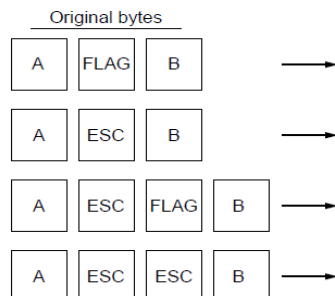 Original bytes
A FLAG B
A ESC B
A ESC FLAG B
A ESC ESC B